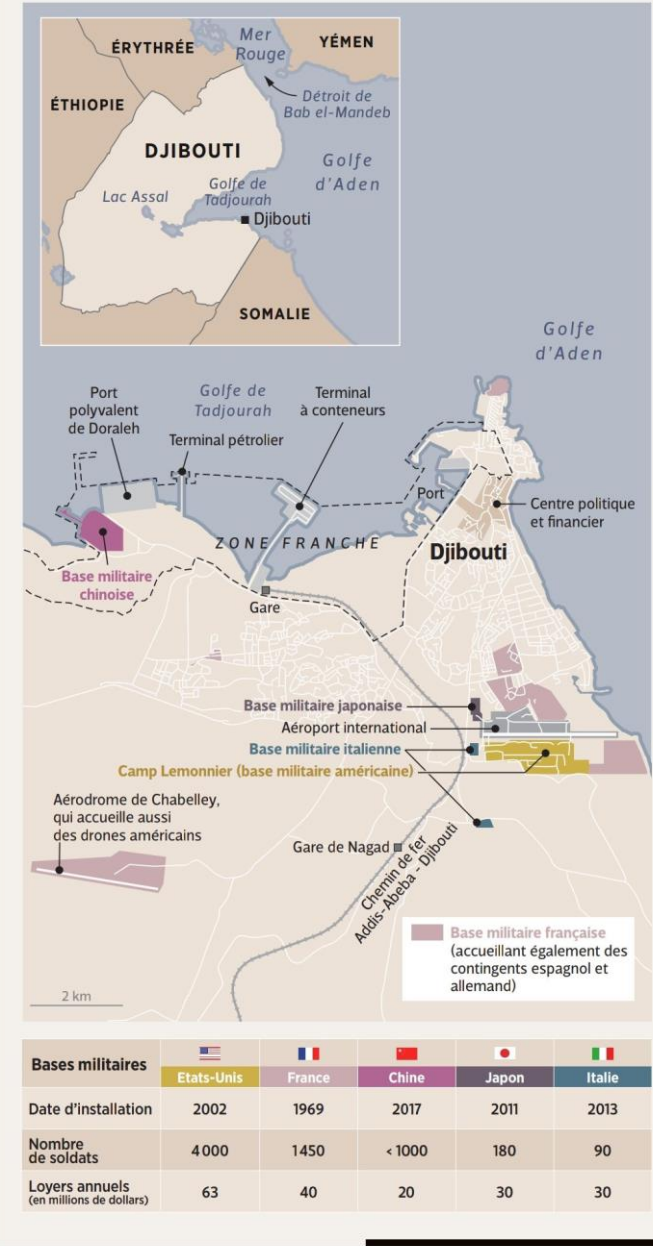 Mer
Rouge
ÉRYTHRÉE
YÉMEN
ÉTHIOPIE
Détroit de
Bab el-Mandeb
DJIBOUTI
Golfe
d'Aden
Lac Assal
Golfe de
Tadjourah
Djibouti
SOMALIE
Golfe
d'Aden
Port
polyvalent
de Doraleh
Golfe de
Tadjourah
Terminal
à conteneurs
Terminal pétrolier
Port
Centre politique
et financier
ZONE FRANCHE
Djibouti
Base militaire
chinoise
Gare
Base militaire japonaise
Aéroport international
Base militaire italienne
Camp Lemonnier (base militaire américaine)
Aérodrome de Chabelley,
qui accueille aussi
des drones américains
Gare de Nagad
Chemin de fer
Addis-Abeba - Djibouti
Base militaire française
(accueillant également des
contingents espagnol et
allemand)
2 km
Bases militaires Etats-Unis France Chine Japon Italie
Date d'installation 2002 1969 2017 2011 2013
Nombre
de soldats 4000 1450 < 1000 180 90
Loyers annuels
(en millions de dollars) 63 40 20 30 30